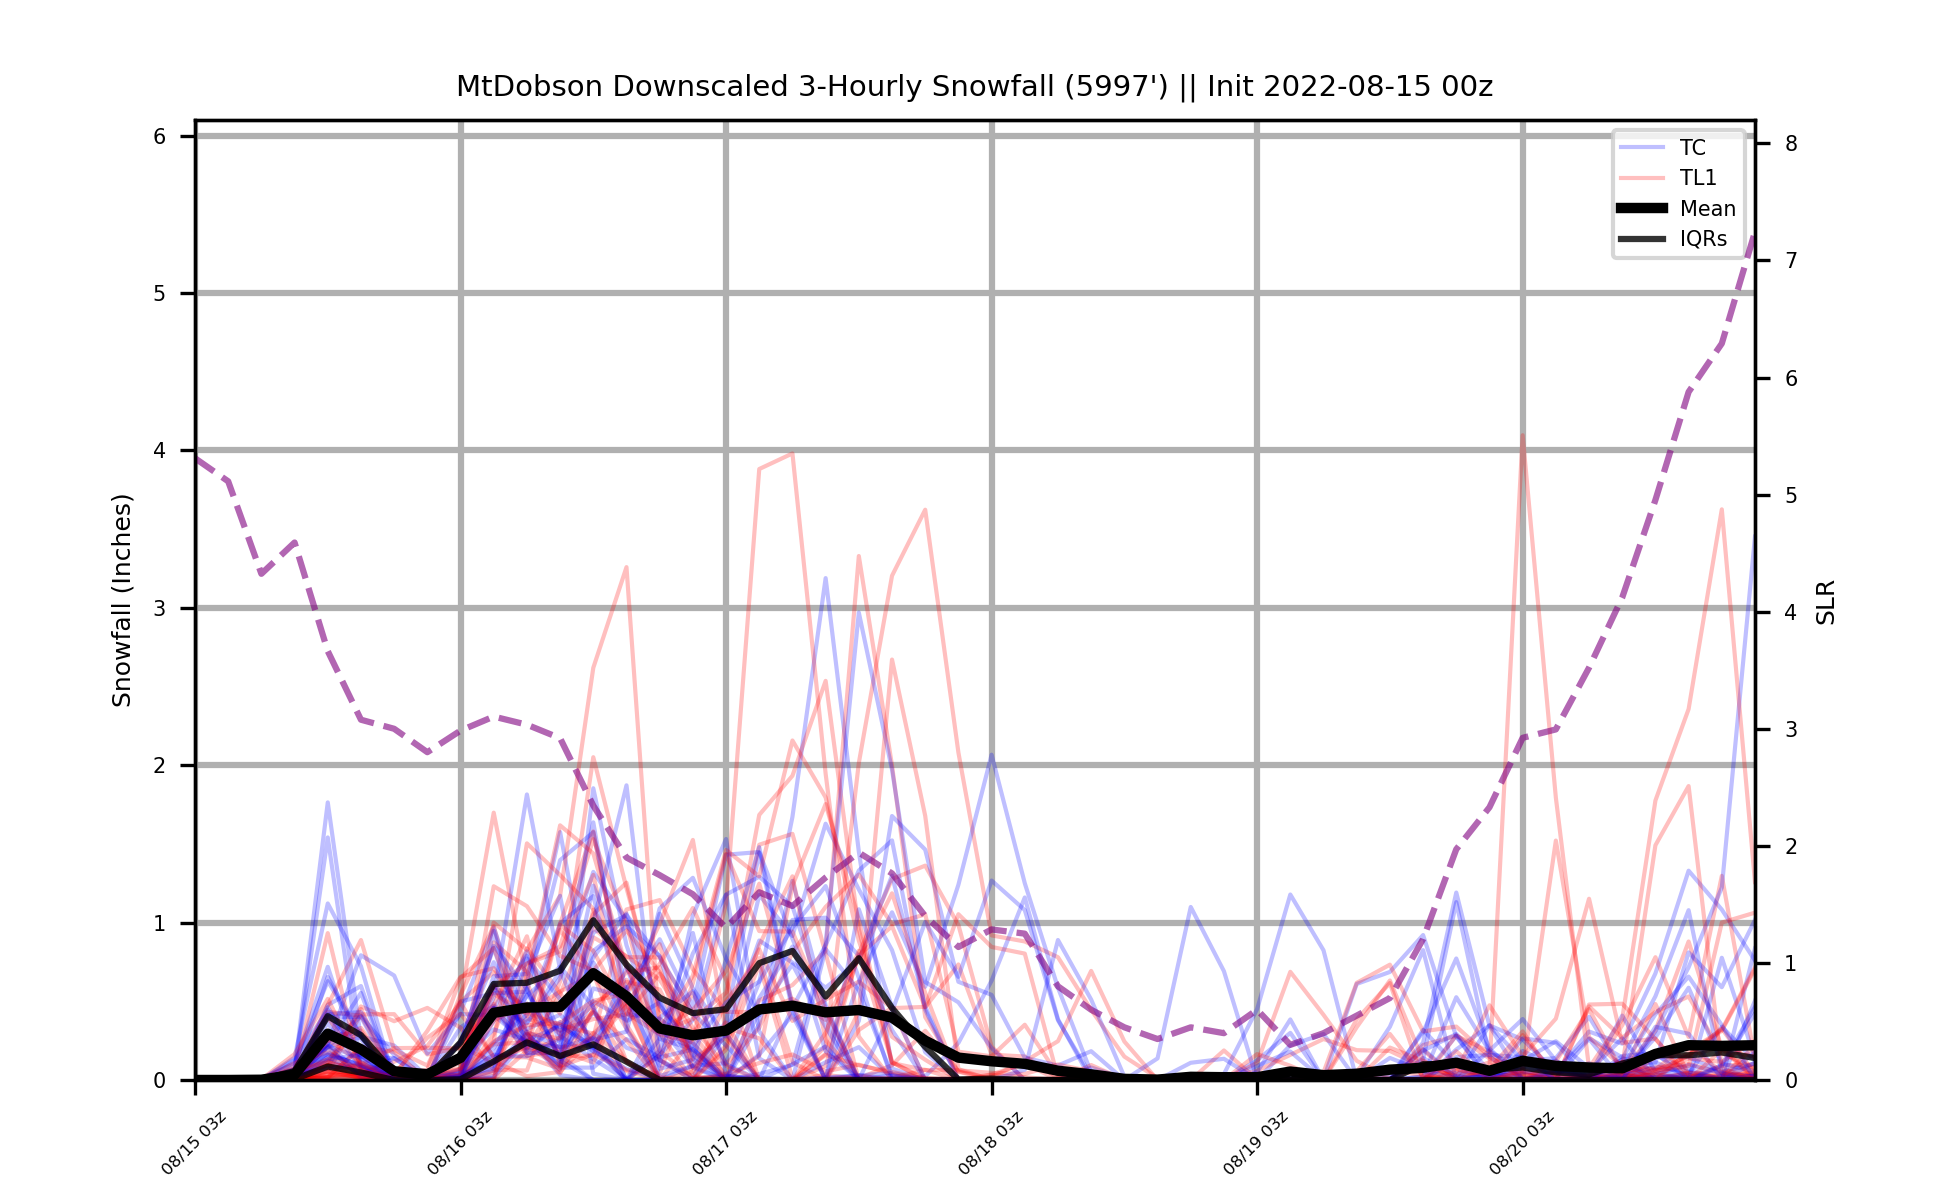 MtDobson Downscaled 3-Hourly Snowfall (5997') || Init 2022-08-15 00z
TC
TL1
Mean
IQRs
Snowfall (Inches)
6
5
4
3
2
1
0
8
7
6
5
4
3
2
1
0
SLR
08/15 03z
08/16 03z
08/17 03z
08/18 03z
08/19 03z
08/20 03z